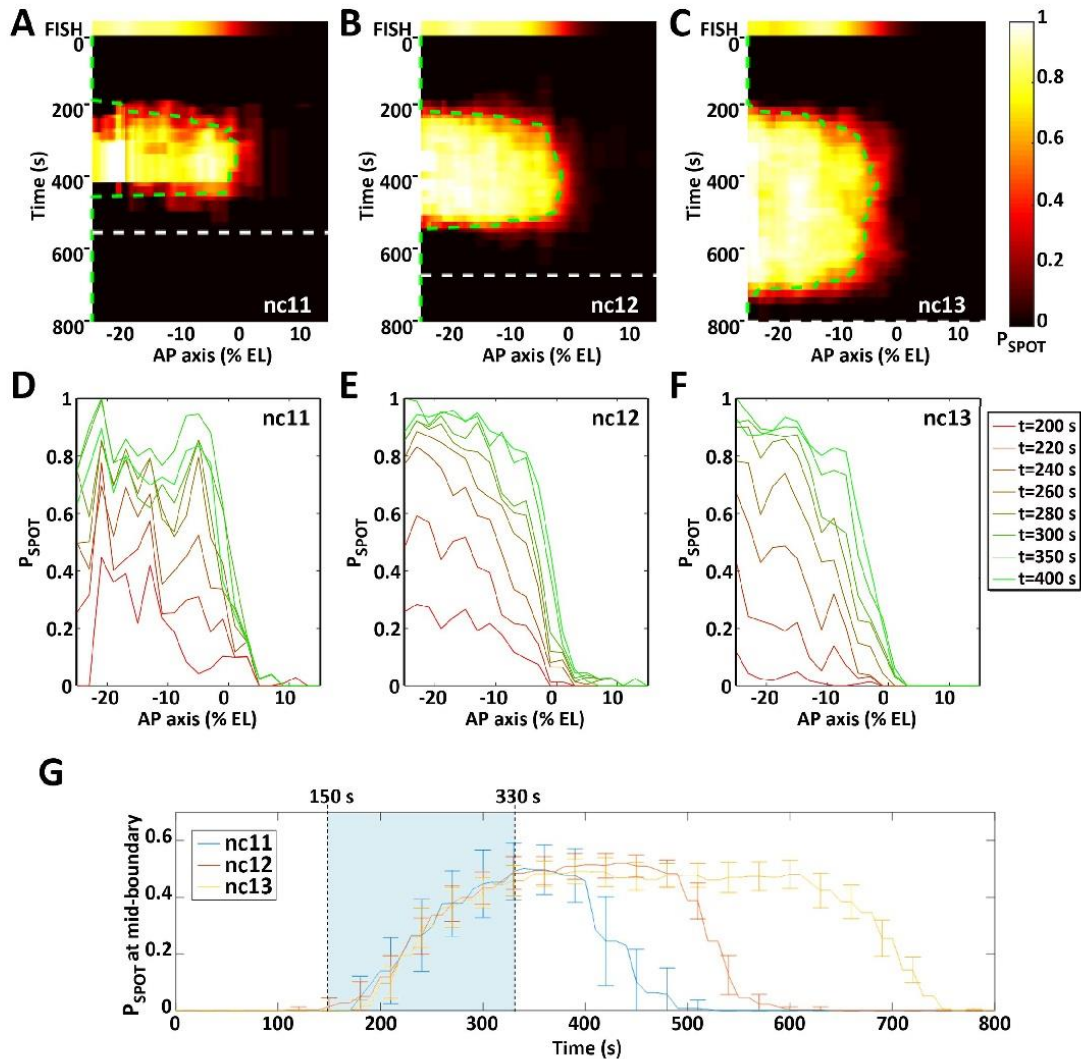 A
B
C
FISH
FISH
FISH
0
200
400
600
800
Time (s)
nc11
-20
-10
0
10
AP axis (% EL)
0
200
400
600
800
Time (s)
nc12
-20
-10
0
10
AP axis (% EL)
0
200
400
600
800
Time (s)
nc13
-20
-10
0
10
AP axis (% EL)
1
0.8
0.6
0.4
0.2
0
PSPOT
D
1
0.8
0.6
0.4
0.2
0
PSPOT
nc11
-20
-10
0
10
AP axis (% EL)
E
1
0.8
0.6
0.4
0.2
0
PSPOT
nc12
-20
-10
0
10
AP axis (% EL)
F
1
0.8
0.6
0.4
0.2
0
PSPOT
nc13
-20
-10
0
10
AP axis (% EL)
t=200 s
t=220 s
t=240 s
t=260 s
t=280 s
t=300 s
t=350 s
t=400 s
G
150 s
330 s
PSPOT at mid-boundary
0.6
0.4
0.2
0
nc11
nc12
nc13
0
100
200
300
400
500
600
700
800
Time (s)